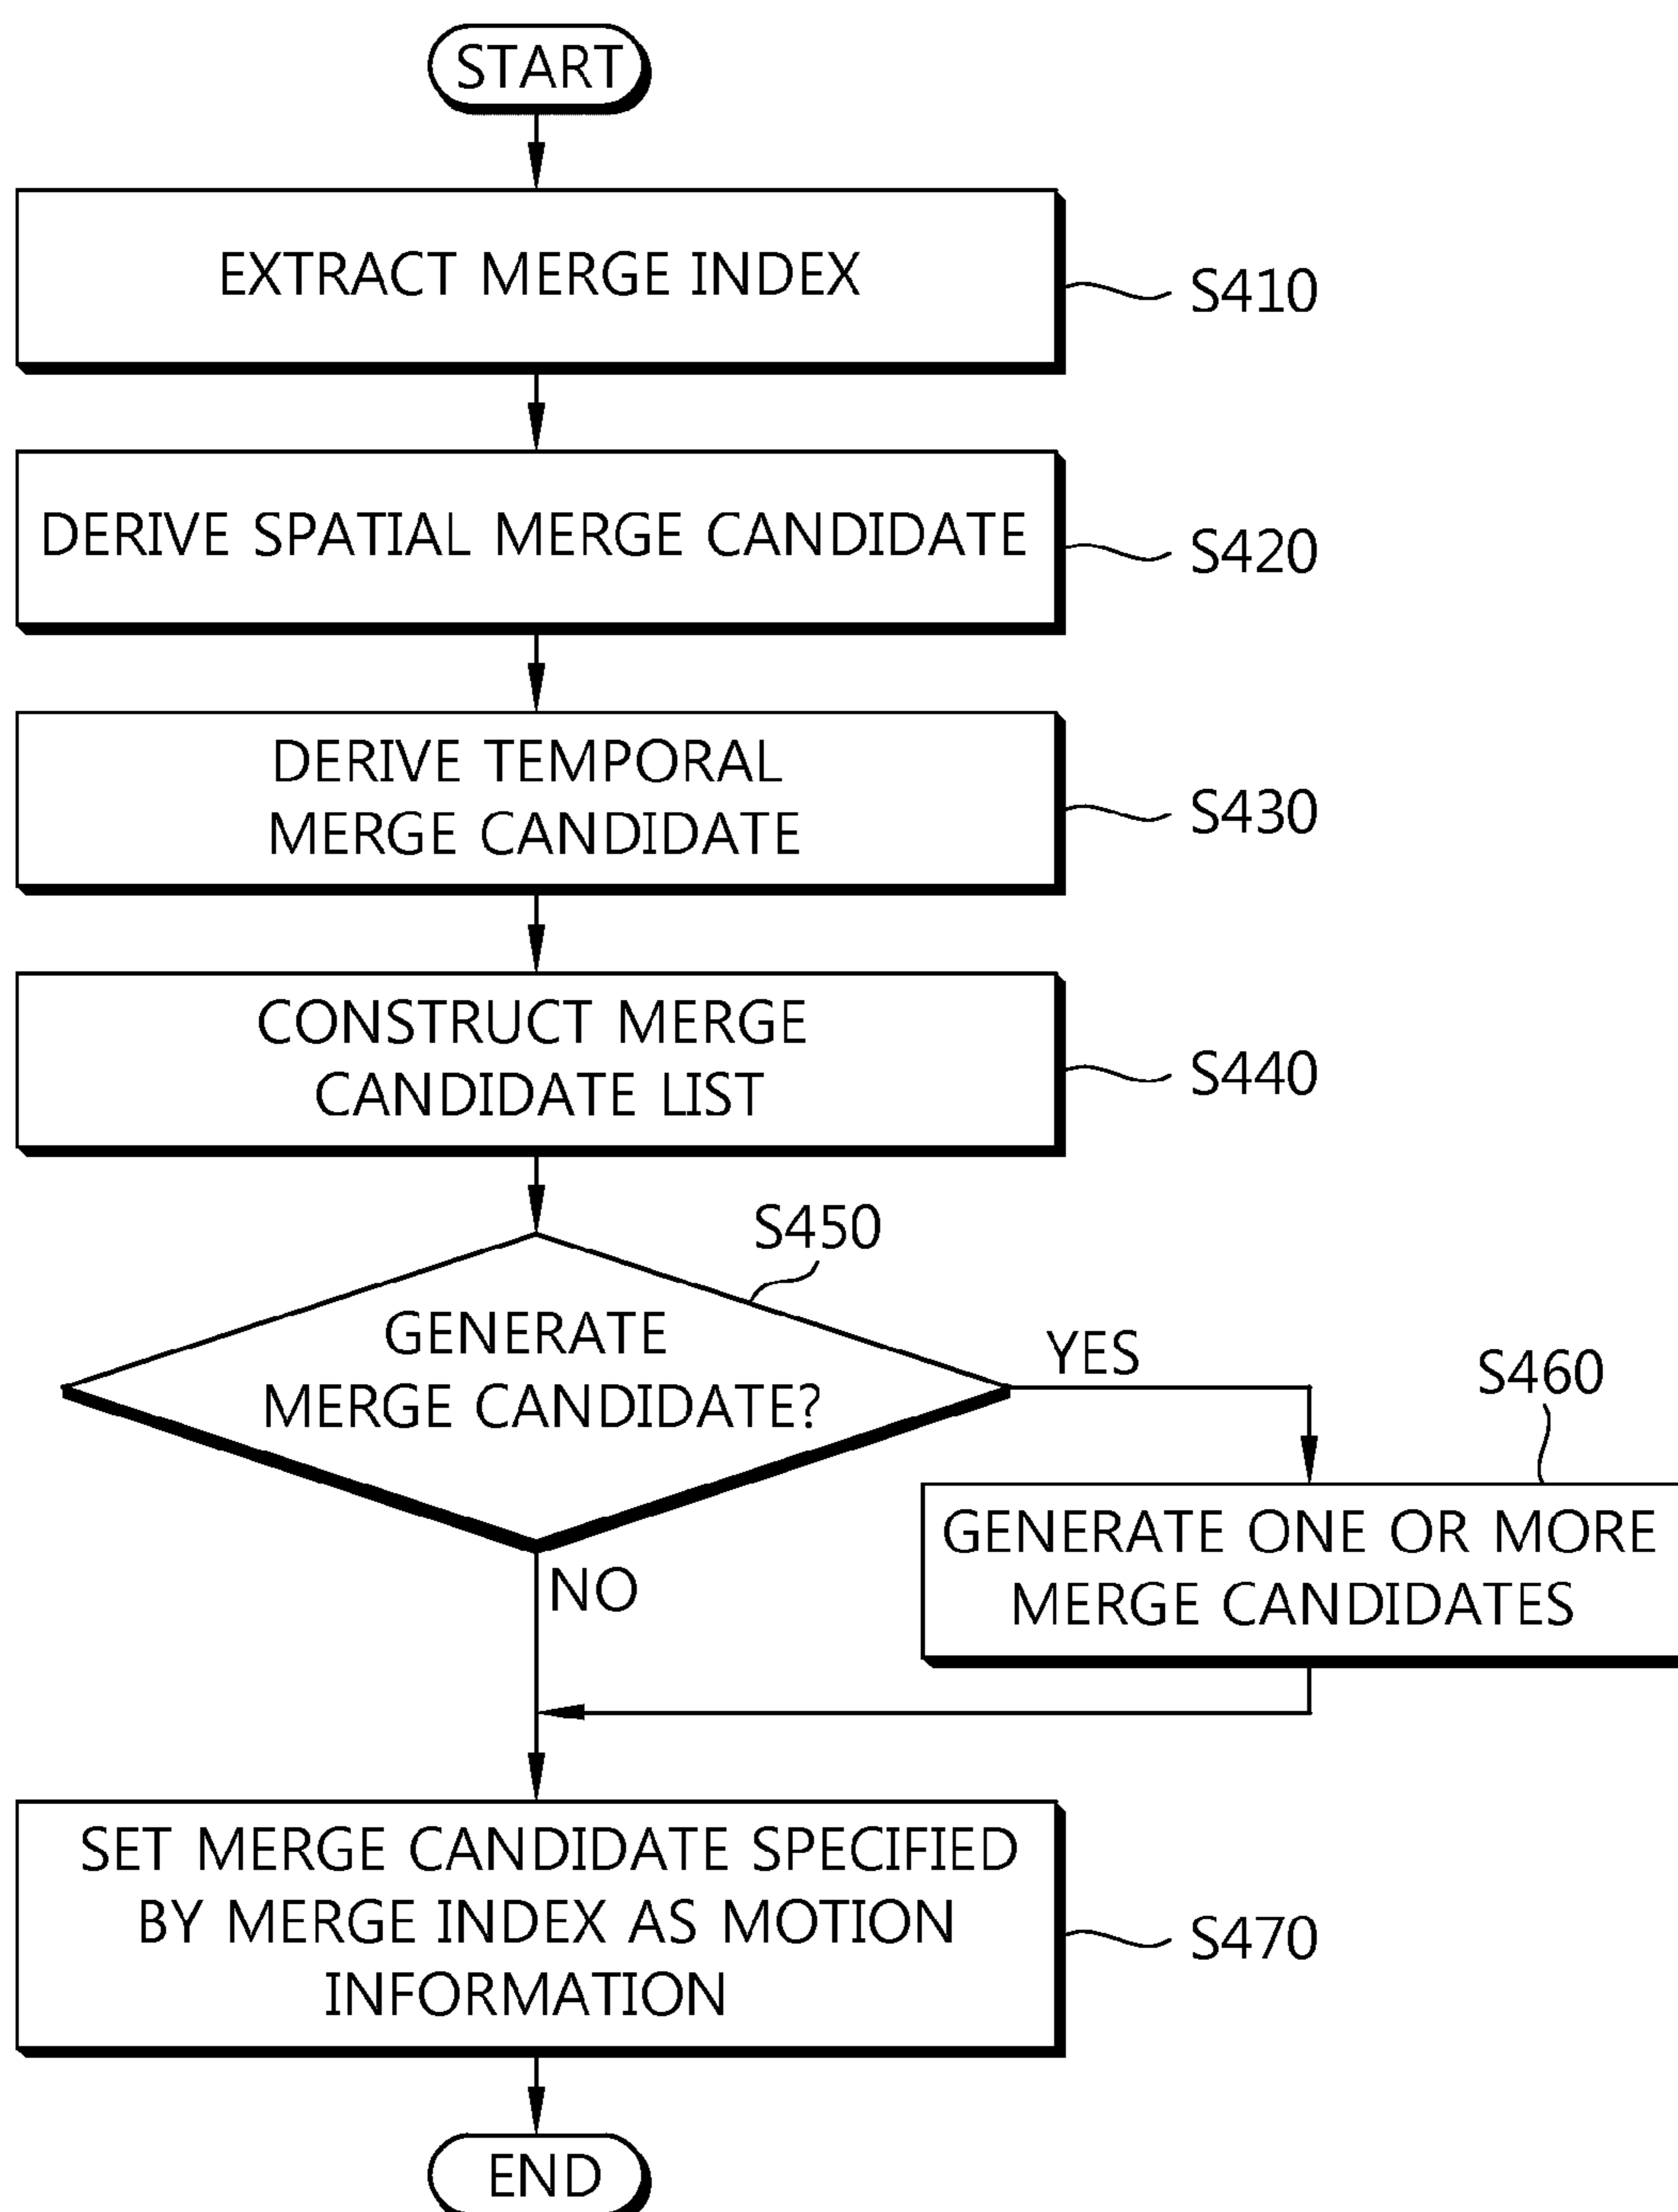 START
EXTRACT MERGE INDEX
S410
DERIVE SPATIAL MERGE CANDIDATE
S420
DERIVE TEMPORAL
MERGE CANDIDATE
S430
CONSTRUCT MERGE
CANDIDATE LIST
S440
S450
GENERATE
MERGE CANDIDATE?
YES
S460
GENERATE ONE OR MORE
MERGE CANDIDATES
NO
SET MERGE CANDIDATE SPECIFIED
BY MERGE INDEX AS MOTION
INFORMATION
S470
END